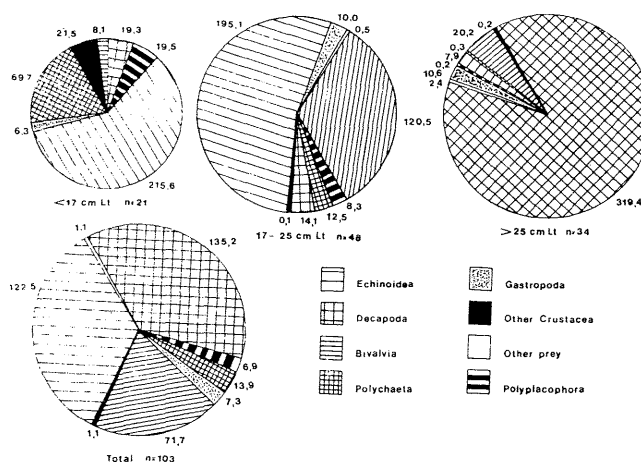 21,5 8,1 19,3 19,5 215,6 6,3 69,7
<17 cm Lt n=21
195,1 10,0 0,5 120,5 8,3 12,5 14,1 0,1
17-25 cm Lt n=48
0,2 20,2 0,3 7,9 0,2 10,6 2,4 319,4
>25 cm Lt n=34
1,1 135,2 6,9 13,9 7,3 71,7 1,1 122,5
Total n=103
Echinoidea
Decapoda
Bivalvia
Polychaeta
Gastropoda
Other Crustacea
Other prey
Polyplacophora